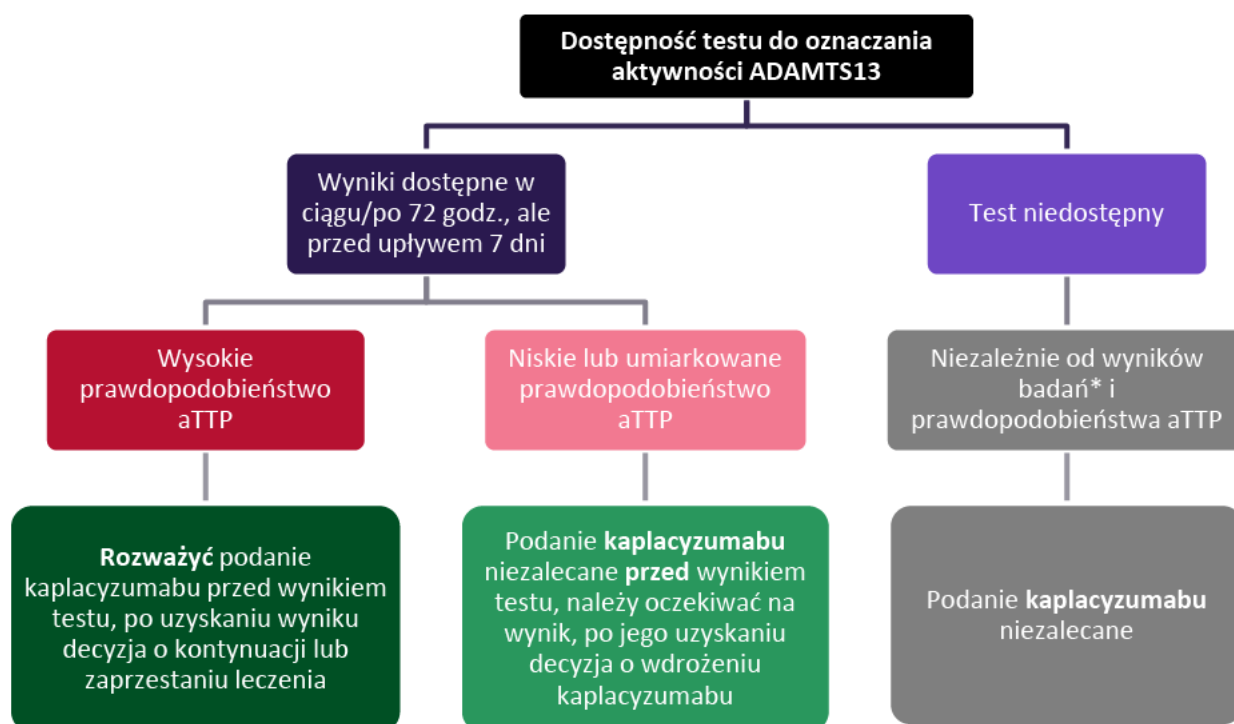 Dostępność testu do oznaczania
aktywności ADAMTS13
Wyniki dostępne w
ciągu/po 72 godz., ale
przed upływem 7 dni
Test niedostępny
Wysokie
prawdopodobieństwo
aTTP
Niskie lub umiarkowane
prawdopodobieństwo
aTTP
Niezależnie od wyników
badań* i
prawdopodobieństwa aTTP
Rozważyć podanie
kaplacyzumabu przed wynikiem
testu, po uzyskaniu wyniku
decyzja o kontynuacji lub
zaprzestaniu leczenia
Podanie kaplacyzumabu
niezalecane przed wynikiem
testu, należy oczekiwać na
wynik, po jego uzyskaniu
decyzja o wdrożeniu
kaplacyzumabu
Podanie kaplacyzumabu
niezalecane